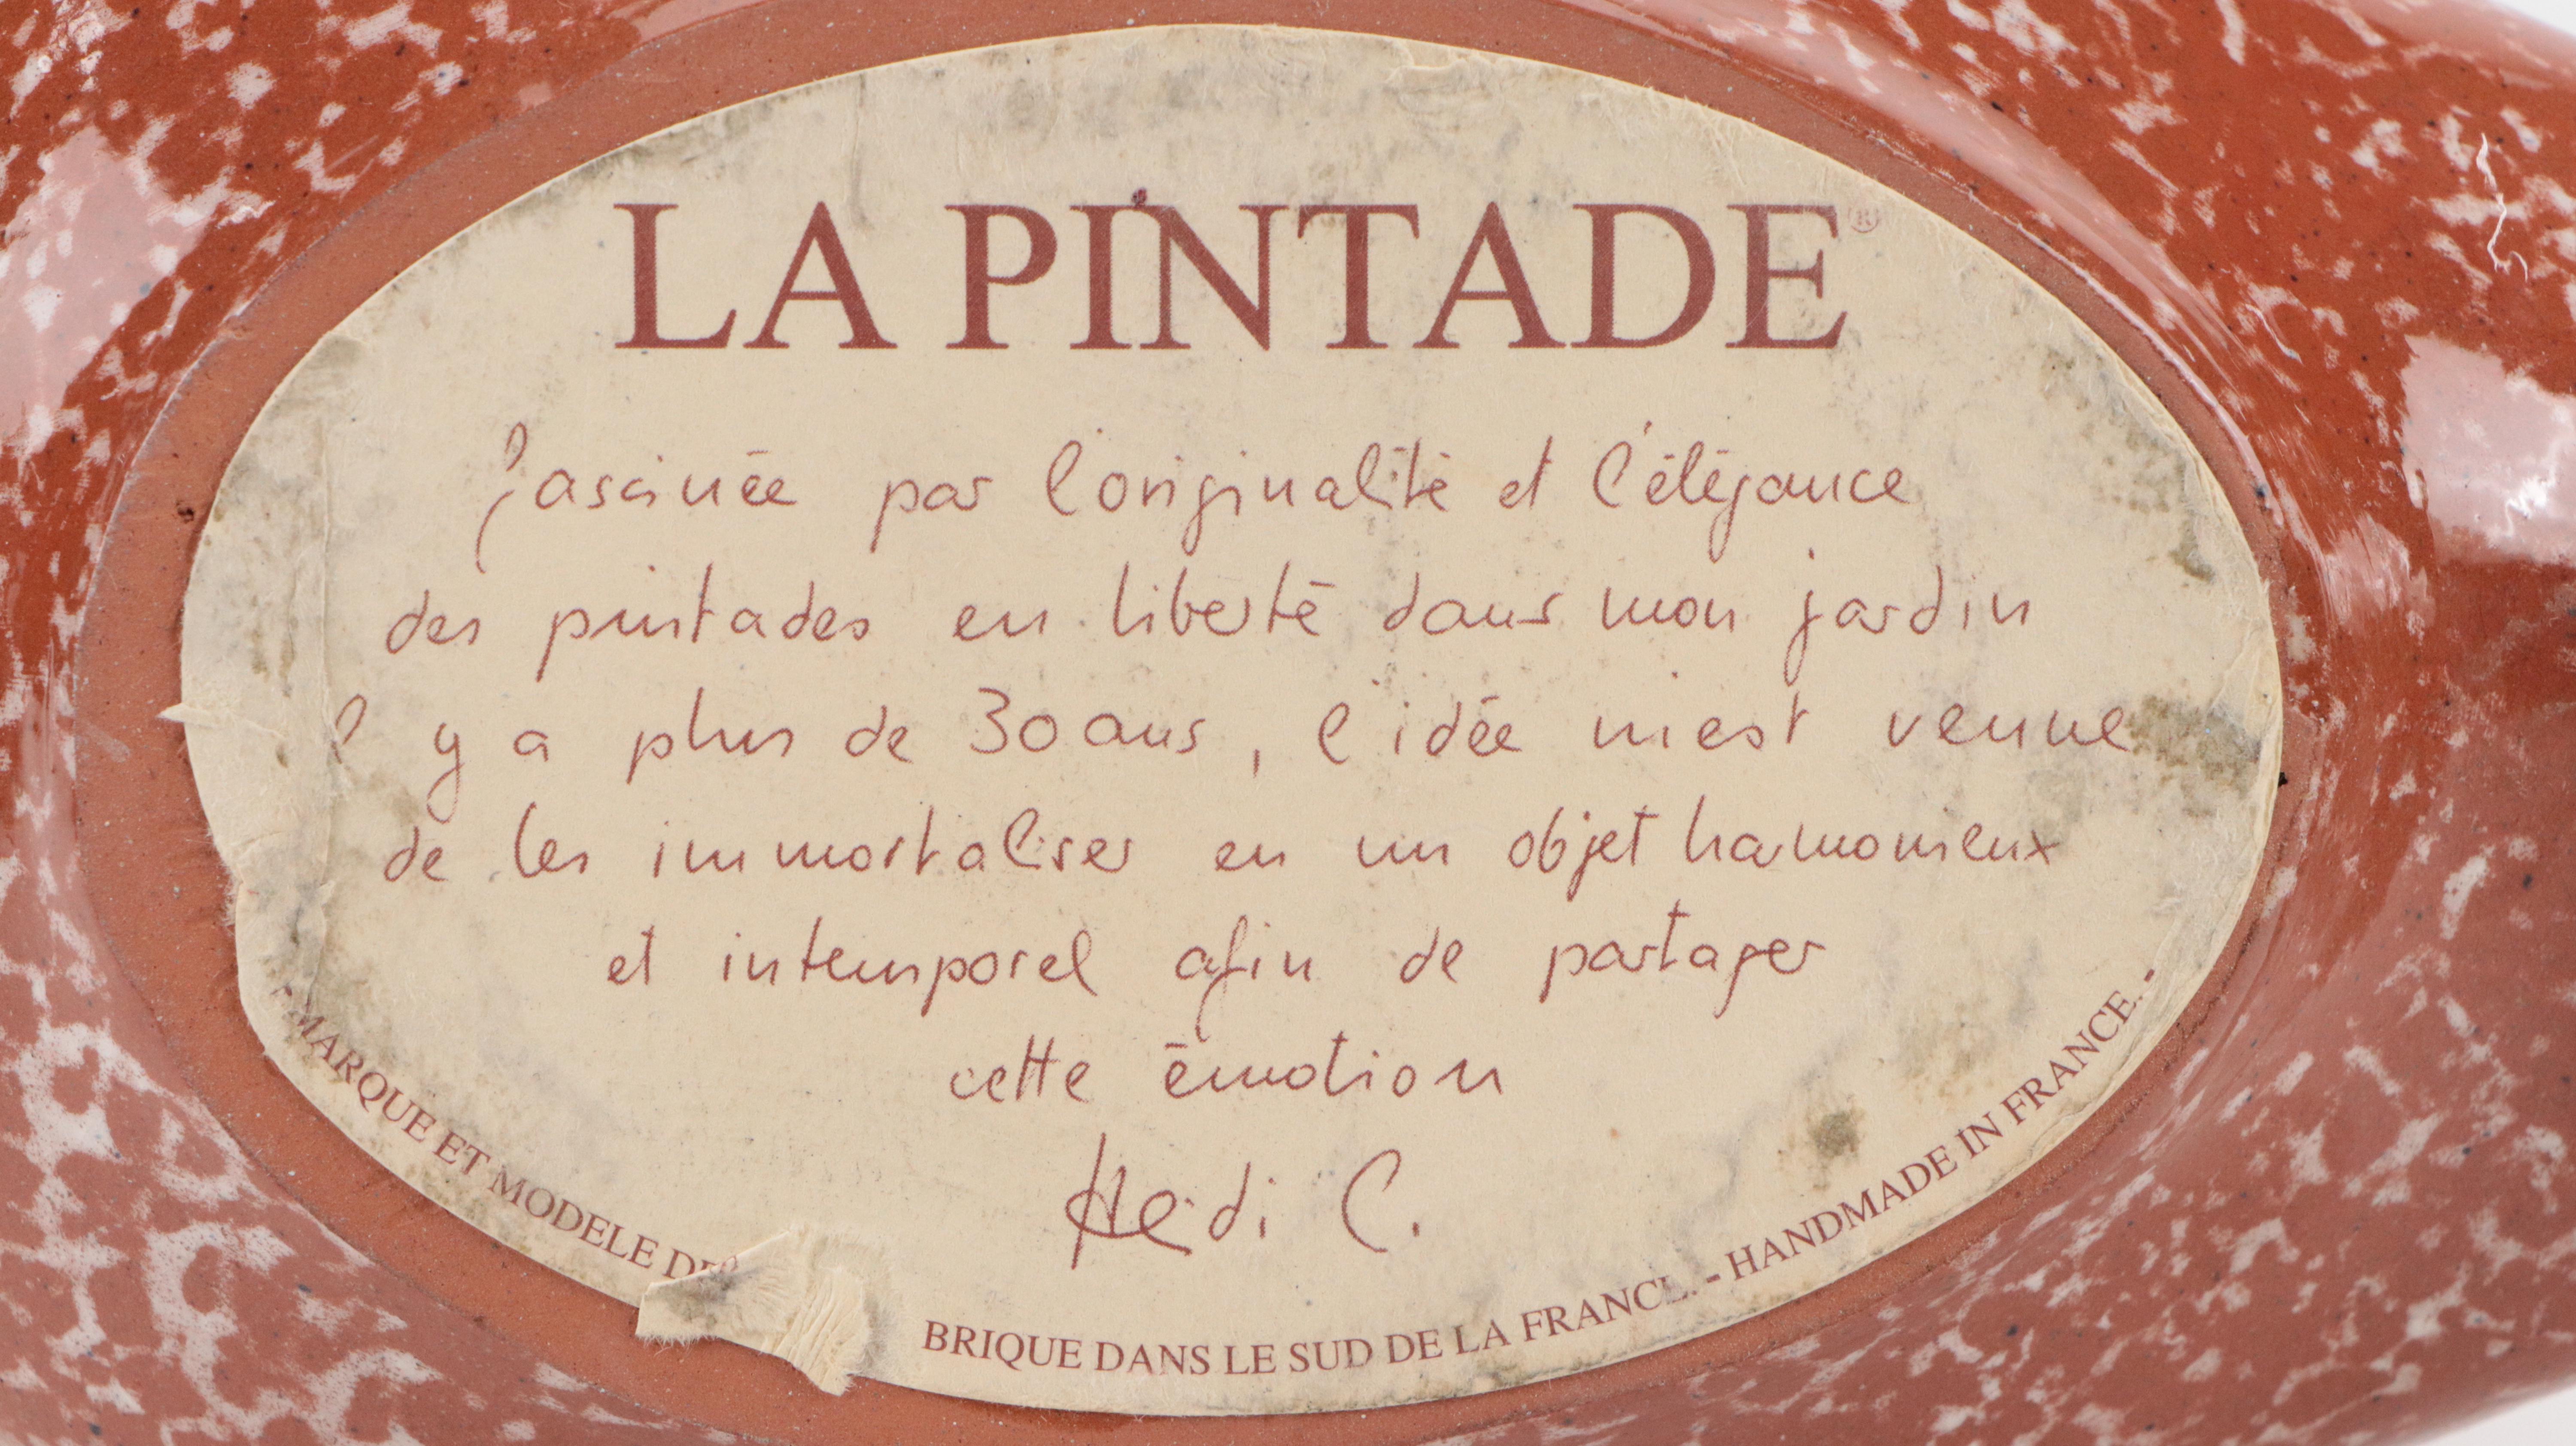 LA PINTADE®
fascinée par l'originalité et l'élégance
des pintades en liberté dans mon jardin
il y a plus de 30 ans, l'idée m'est venue
de les immortaliser en un objet harmonieux
et intemporel afin de partager
cette émotion
Hedi C.
- MARQUE ET MODELE BRIQUE DANS LE SUD DE LA FRANCE. - HANDMADE IN FRANCE. -